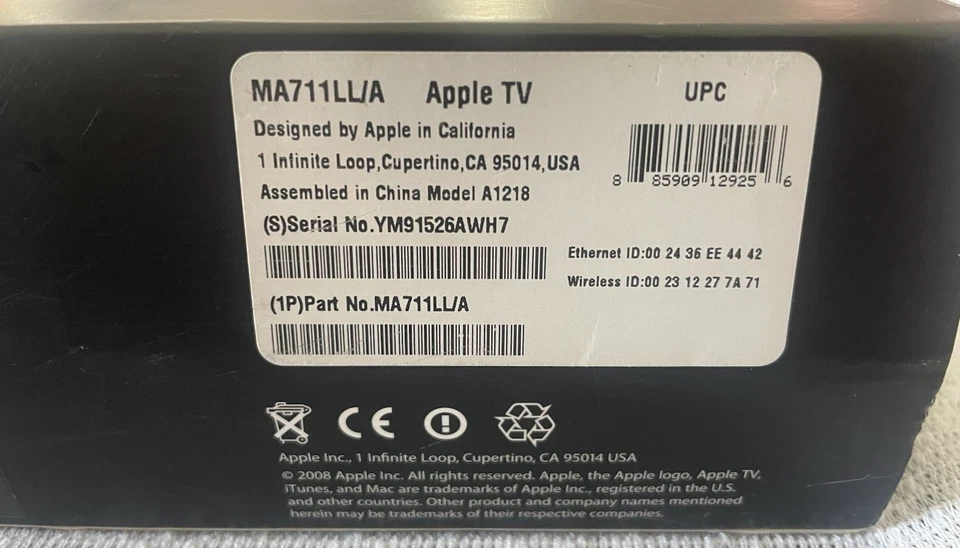 MA711LL/A Apple TV UPC
Designed by Apple in California
1 Infinite Loop,Cupertino,CA 95014,USA
8 85909 12925 6
Assembled in China Model A1218
(S)Serial No.YM91526AWH7
Ethernet ID:00 24 36 EE 44 42
Wireless ID:00 23 12 27 7A 71
(1P)Part No.MA711LL/A
CE
Apple Inc., 1 Infinite Loop, Cupertino, CA 95014 USA
© 2008 Apple Inc. All rights reserved. Apple, the Apple logo, Apple TV,
iTunes, and Mac are trademarks of Apple Inc., registered in the U.S.
and other countries. Other product and company names mentioned
herein may be trademarks of their respective companies.